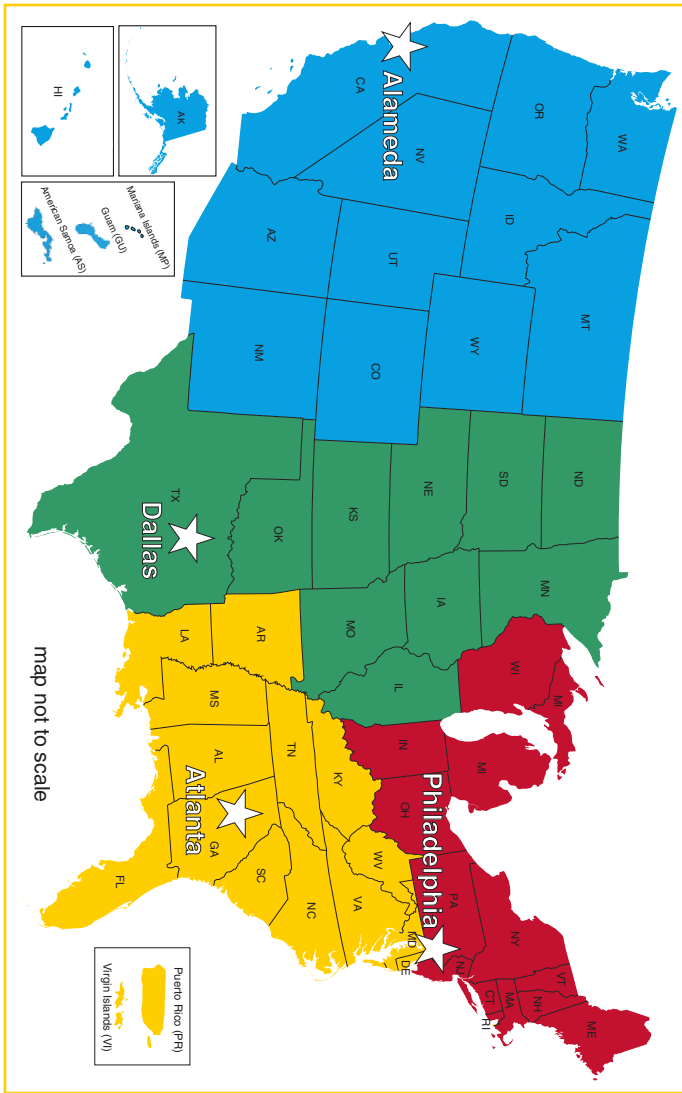 WA
OR
CA
NV
ID
MT
WY
UT
AZ
CO
NM
Alameda
AK
HI
Mariana Islands (MP)
Guam (GU)
American Samoa (AS)
ND
SD
NE
KS
OK
TX
Dallas
MN
IA
MO
IL
AR
LA
MS
AL
TN
KY
GA
Atlanta
FL
SC
NC
VA
WV
MD
DE
WI
MI
MI
IN
OH
Philadelphia
PA
NJ
NY
CT
RI
MA
VT
NH
ME
Puerto Rico (PR)
Virgin Islands (VI)
map not to scale